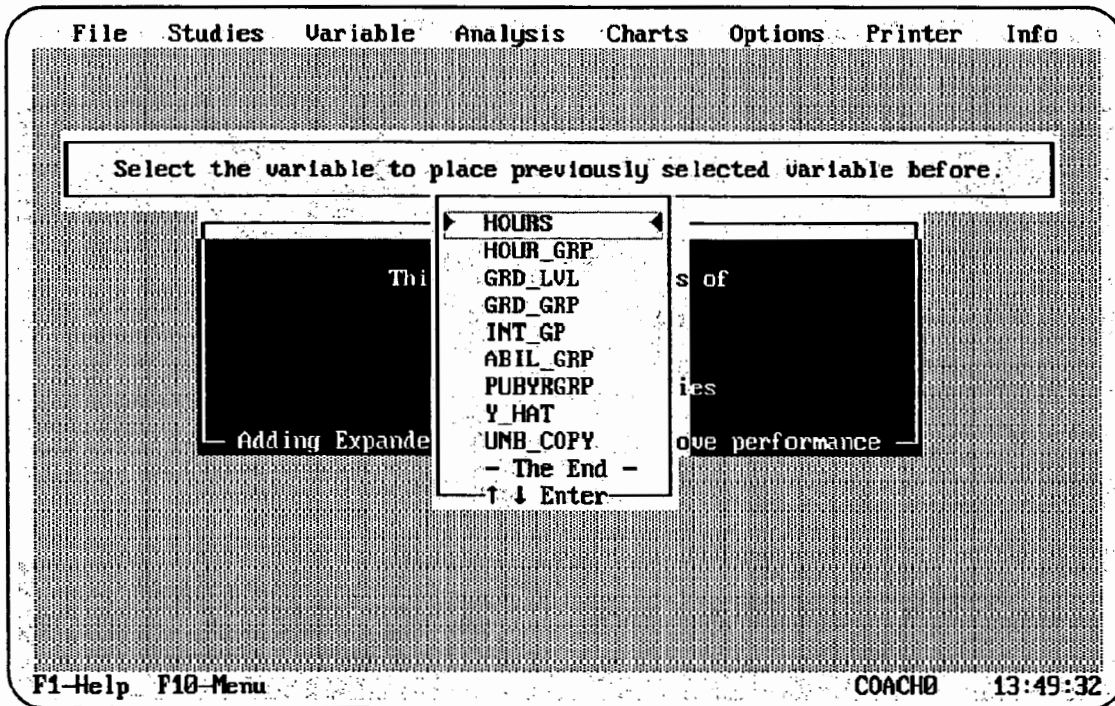 File Studies Variable Analysis Charts Options Printer Info
Select the variable to place previously selected variable before.
HOURS
HOUR_GRP
Thi GRD_LVL s of
GRD_GRP
INT_GP
ABIL_GRP
PUBYRGRP ies
Y_HAT
Adding Expande UNB_COPY ove performance
- The End -
↑ ↓ Enter
F1-Help F10-Menu COACH0 13:49:32